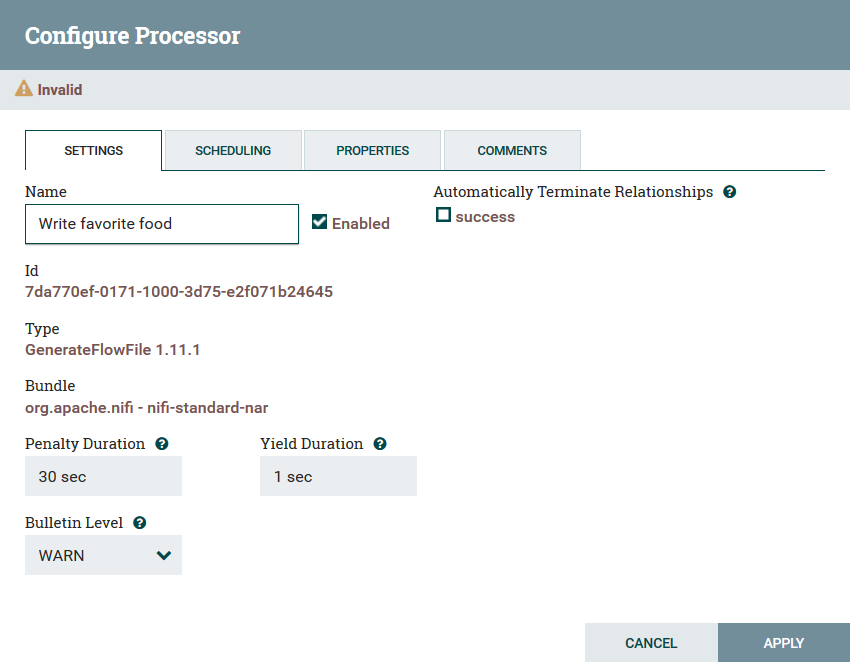 Configure Processor
Invalid
SETTINGS SCHEDULING PROPERTIES COMMENTS
Name
Write favorite food
Enabled
Automatically Terminate Relationships
success
Id
7da770ef-0171-1000-3d75-e2f071b24645
Type
GenerateFlowFile 1.11.1
Bundle
org.apache.nifi - nifi-standard-nar
Penalty Duration
30 sec
Yield Duration
1 sec
Bulletin Level
WARN
CANCEL APPLY